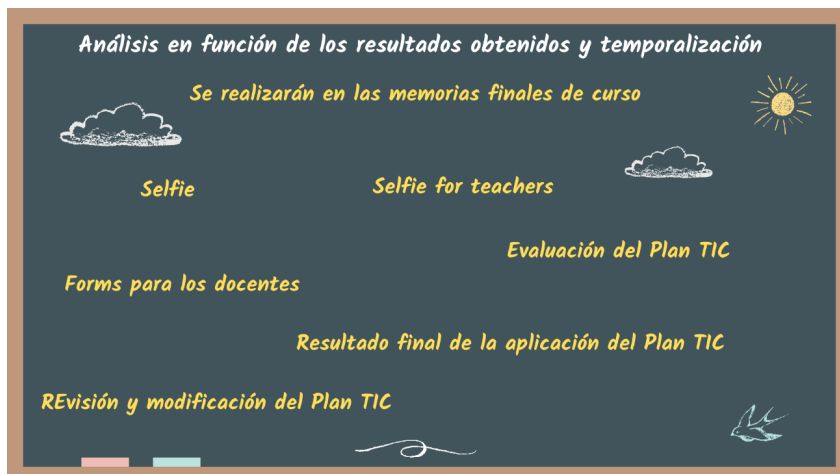 Análisis en función de los resultados obtenidos y temporalización
Se realizarán en las memorias finales de curso
Selfie
Selfie for teachers
Evaluación del Plan TIC
Forms para los docentes
Resultado final de la aplicación del Plan TIC
REvisión y modificación del Plan TIC